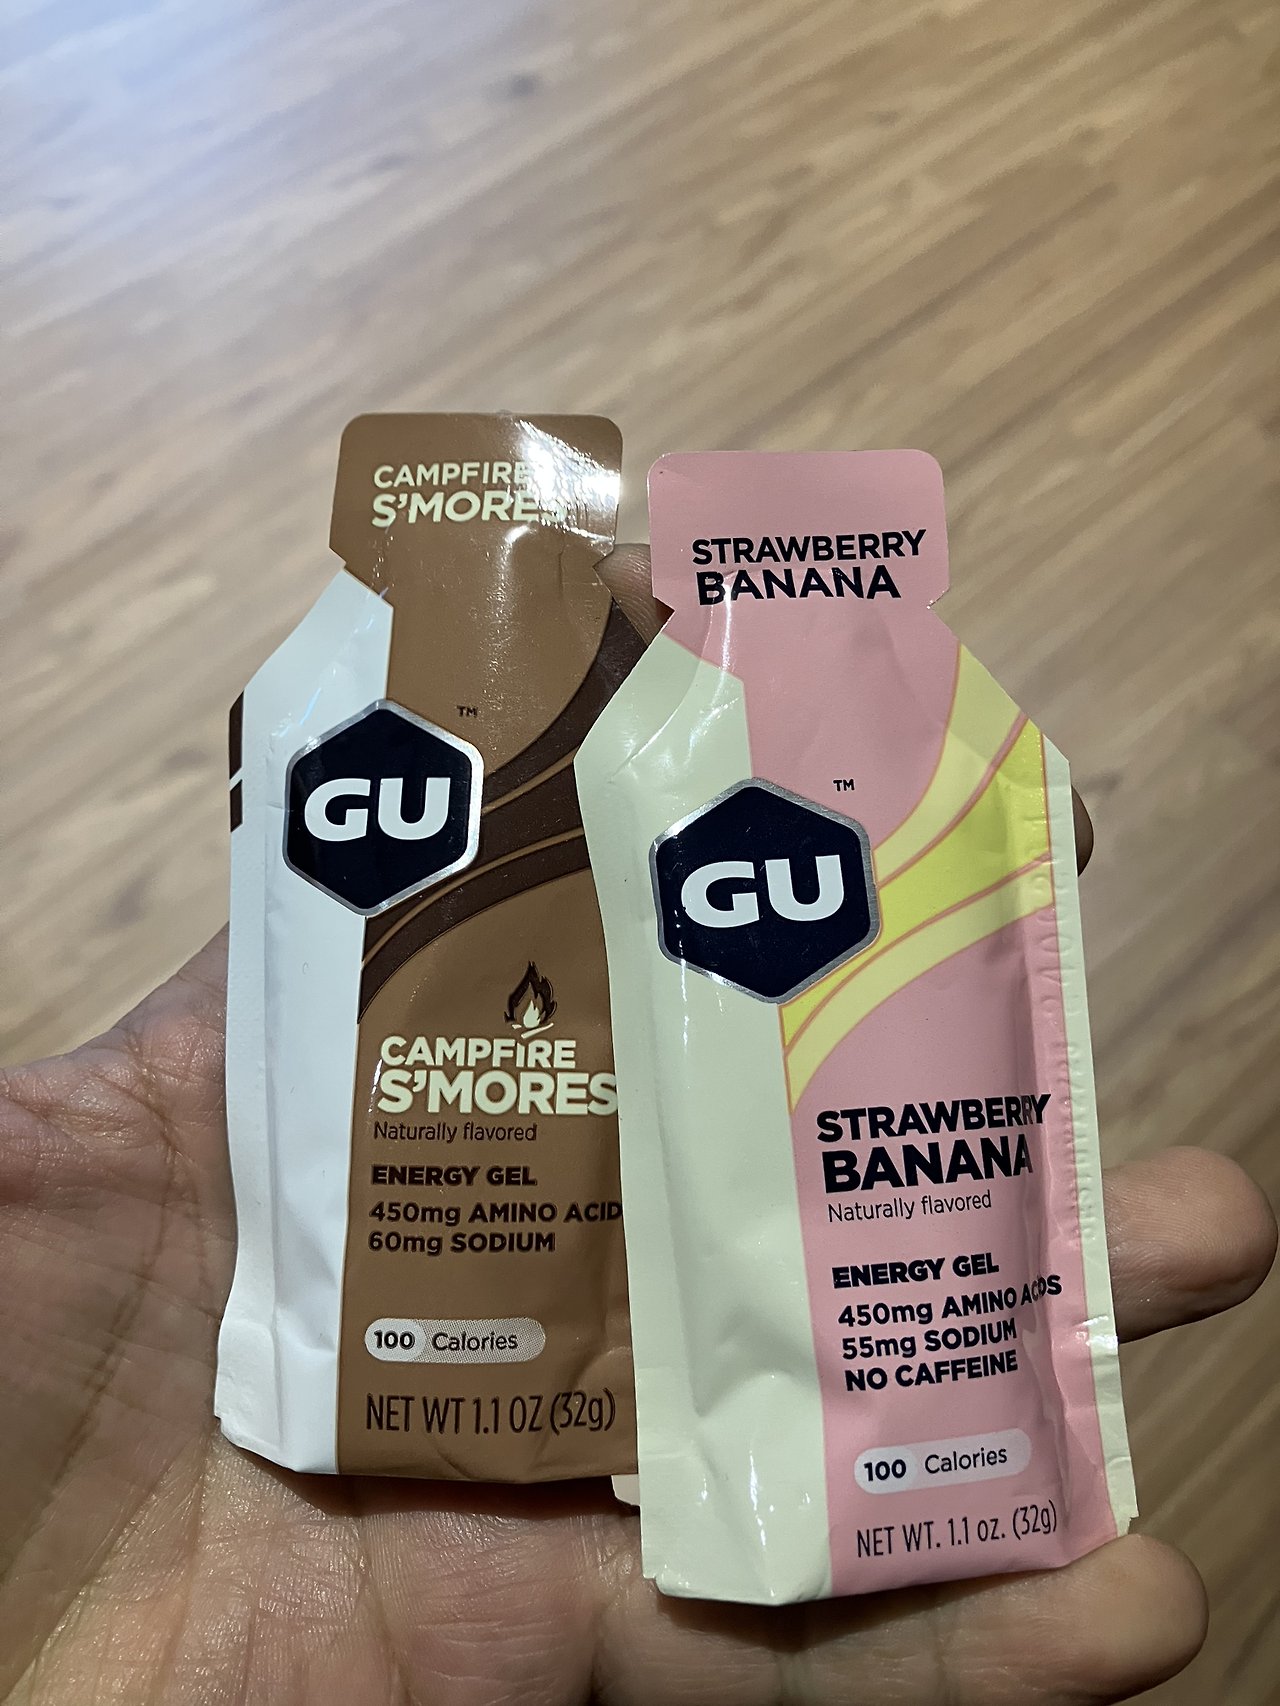 CAMPFIRE
S'MORES
TM
GU
CAMPFIRE
S'MORES
Naturally flavored
ENERGY GEL
450mg AMINO ACID
60mg SODIUM
100 Calories
NET WT 1.1 OZ (32g)
STRAWBERRY
BANANA
TM
GU
STRAWBERRY
BANANA
Naturally flavored
ENERGY GEL
450mg AMINO ACIDS
55mg SODIUM
NO CAFFEINE
100 Calories
NET WT. 1.1 oz. (32g)